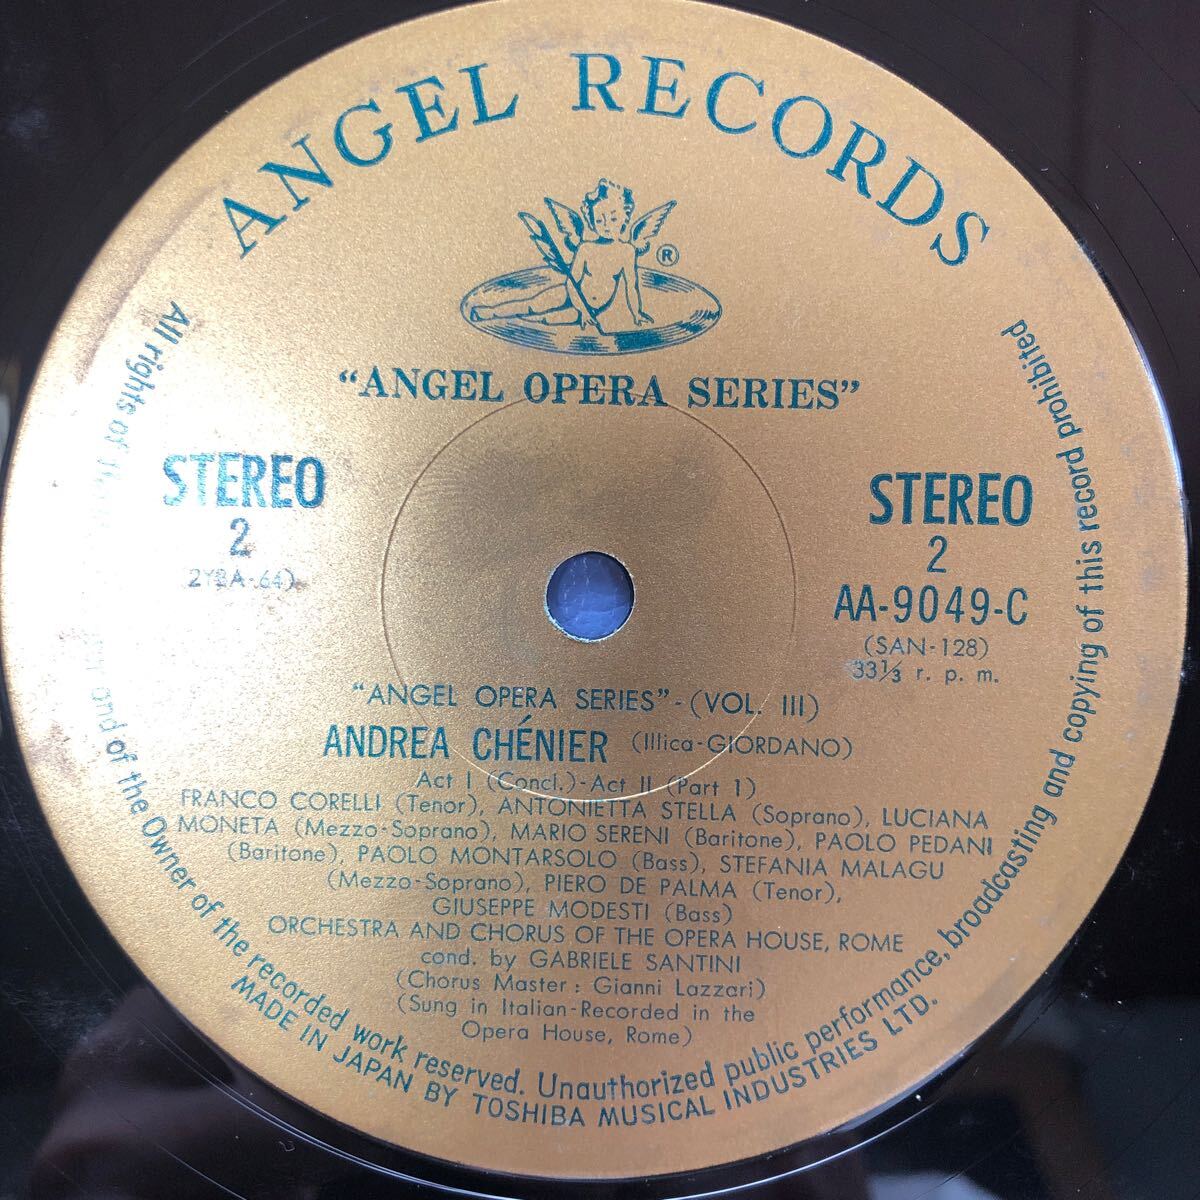 ANGEL RECORDS
®
“ANGEL OPERA SERIES”
STEREO
2
STEREO
2
AA-9049-C
(SAN-128)
33⅓ r. p. m.
“ANGEL OPERA SERIES”-(VOL. III)
ANDREA CHÉNIER (Illica-GIORDANO)
Act I (Concl.)-Act II (Part 1)
FRANCO CORELLI (Tenor), ANTONIETTA STELLA (Soprano), LUCIANA
MONETA (Mezzo-Soprano), MARIO SERENI (Baritone), PAOLO PEDANI
(Baritone), PAOLO MONTARSOLO (Bass), STEFANIA MALAGU
(Mezzo-Soprano), PIERO DE PALMA (Tenor),
GIUSEPPE MODESTI (Bass)
ORCHESTRA AND CHORUS OF THE OPERA HOUSE, ROME
cond. by GABRIELE SANTINI
(Chorus Master : Gianni Lazzari)
(Sung in Italian-Recorded in the
Opera House, Rome)
All rights of and of the Owner of the recorded work reserved. Unauthorized public performance, broadcasting and copying of this record prohibited
MADE IN JAPAN BY TOSHIBA MUSICAL INDUSTRIES LTD.